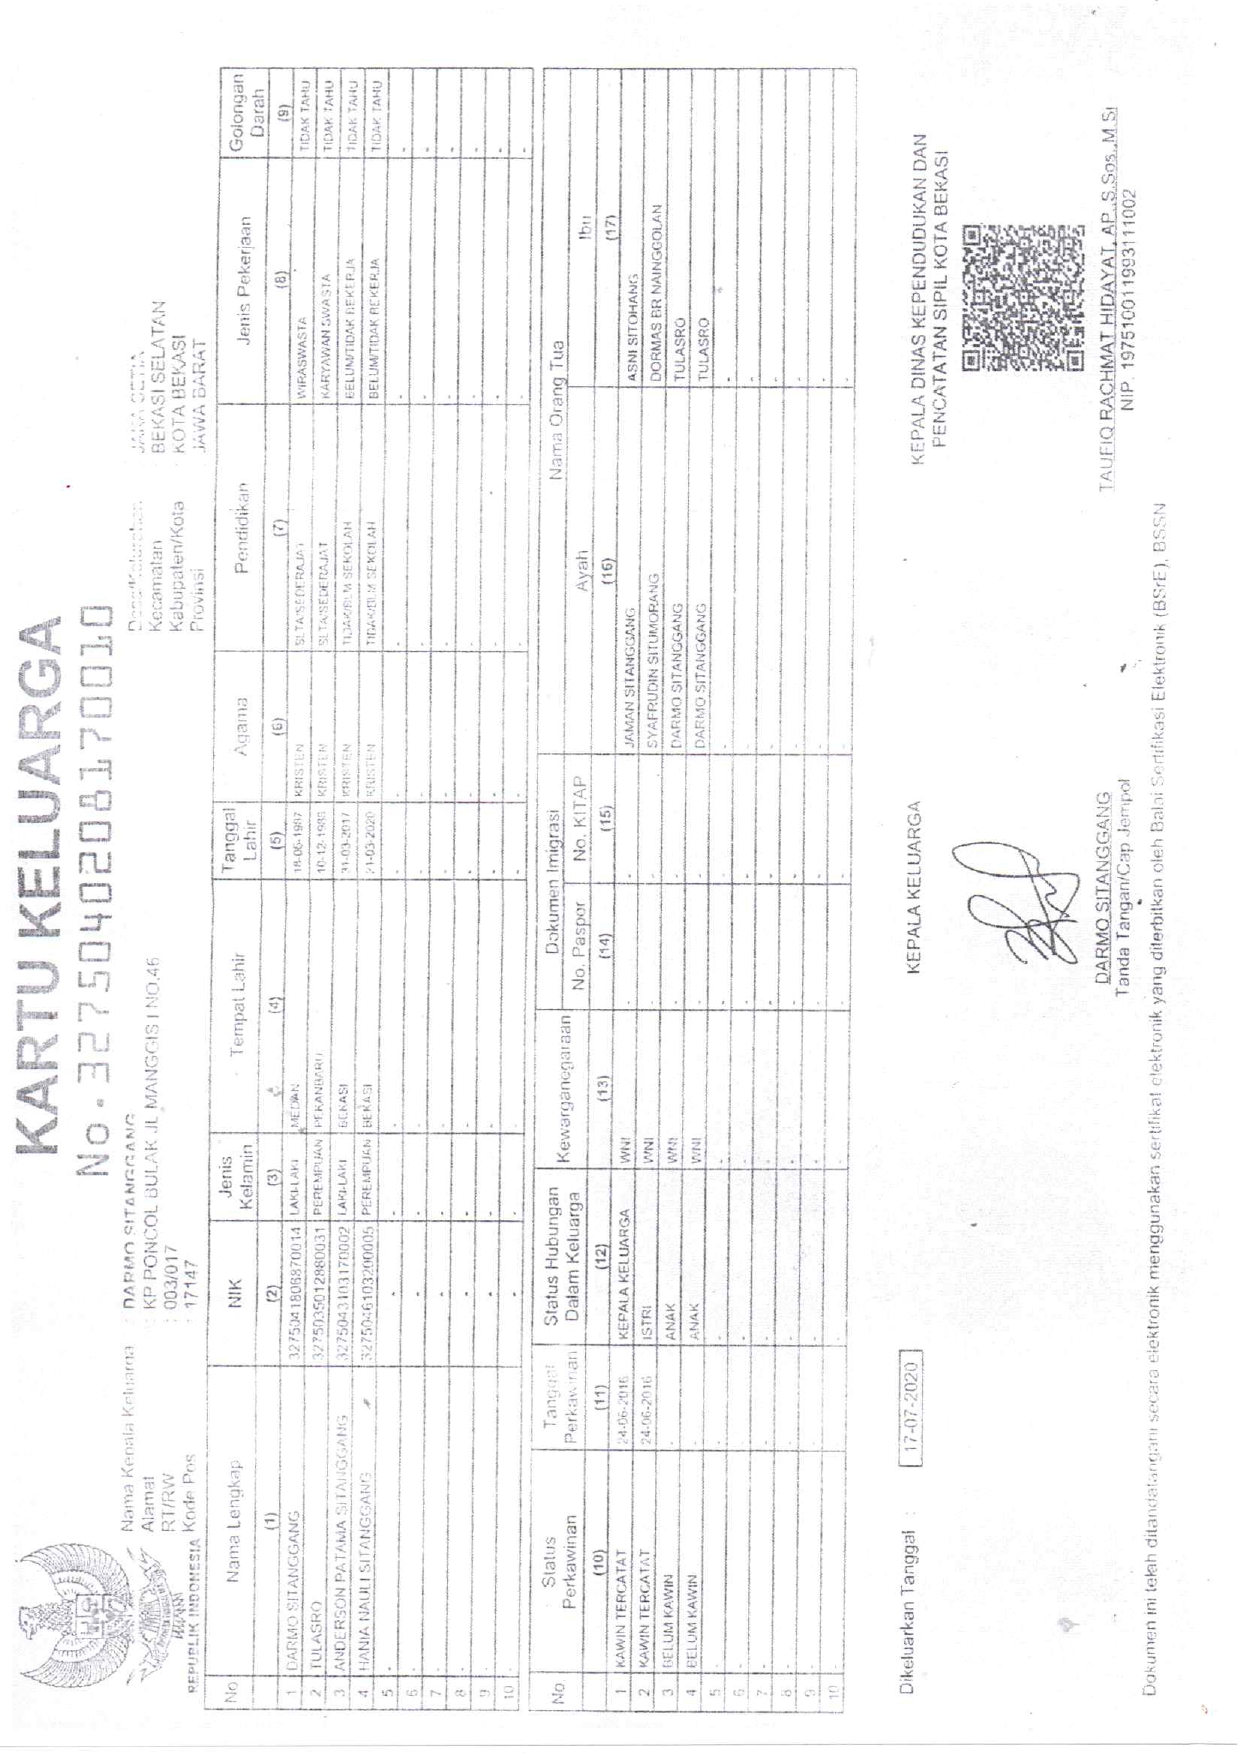 KARTU KELUARGA
No. 3275040208170010
Nama Kepala Keluarga : DARMO SITANGGANG
Alamat : KP PONCOL BULAK JL MANGGIS I NO.46
RT/RW : 003/017
Kode Pos : 17147
Desa/Kelurahan : JAKA SETIA
Kecamatan : BEKASI SELATAN
Kabupaten/Kota : KOTA BEKASI
Provinsi : JAWA BARAT
REPUBLIK INDONESIA
No Nama Lengkap NIK Jenis Kelamin Tempat Lahir Tanggal Lahir Agama Pendidikan Jenis Pekerjaan Golongan Darah
(1) (2) (3) (4) (5) (6) (7) (8) (9)
1 DARMO SITANGGANG 3275041806870014 LAKI-LAKI MEDAN 18-06-1987 KRISTEN SLTA/SEDERAJAT WIRASWASTA TIDAK TAHU
2 TULASRO 3275035012880031 PEREMPUAN PEKANBARU 10-12-1988 KRISTEN SLTA/SEDERAJAT KARYAWAN SWASTA TIDAK TAHU
3 ANDERSON PATAMA SITANGGANG 3275043103170002 LAKI-LAKI BEKASI 31-03-2017 KRISTEN TIDAK/BLM SEKOLAH BELUM/TIDAK BEKERJA TIDAK TAHU
4 HANIA NAULI SITANGGANG 3275046103200005 PEREMPUAN BEKASI 21-03-2020 KRISTEN TIDAK/BLM SEKOLAH BELUM/TIDAK BEKERJA TIDAK TAHU
5 - - - - - - - - -
6 - - - - - - - - -
7 - - - - - - - - -
8 - - - - - - - - -
9 - - - - - - - - -
10 - - - - - - - - -
No Status Perkawinan Tanggal Perkawinan Status Hubungan Dalam Keluarga Kewarganegaraan Dokumen Imigrasi Nama Orang Tua
No. Paspor No. KITAP Ayah Ibu
(10) (11) (12) (13) (14) (15) (16) (17)
1 KAWIN TERCATAT 24-06-2016 KEPALA KELUARGA WNI - - JAMAN SITANGGANG ASNI SITOHANG
2 KAWIN TERCATAT 24-06-2016 ISTRI WNI - - SYAFRUDIN SITUMORANG DORMAS BR NAINGGOLAN
3 BELUM KAWIN - ANAK WNI - - DARMO SITANGGANG TULASRO
4 BELUM KAWIN - ANAK WNI - - DARMO SITANGGANG TULASRO
5 - - - - - - - -
6 - - - - - - - -
7 - - - - - - - -
8 - - - - - - - -
9 - - - - - - - -
10 - - - - - - - -
Dikeluarkan Tanggal : 17-07-2020
KEPALA KELUARGA
DARMO SITANGGANG
Tanda Tangan/Cap Jempol
KEPALA DINAS KEPENDUDUKAN DAN
PENCATATAN SIPIL KOTA BEKASI
TAUFIQ RACHMAT HIDAYAT, AP.,S.Sos.,M.Si
NIP. 197510011993111002
Dokumen ini telah ditandatangani secara elektronik menggunakan sertifikat elektronik yang diterbitkan oleh Balai Sertifikasi Elektronik (BSrE), BSSN